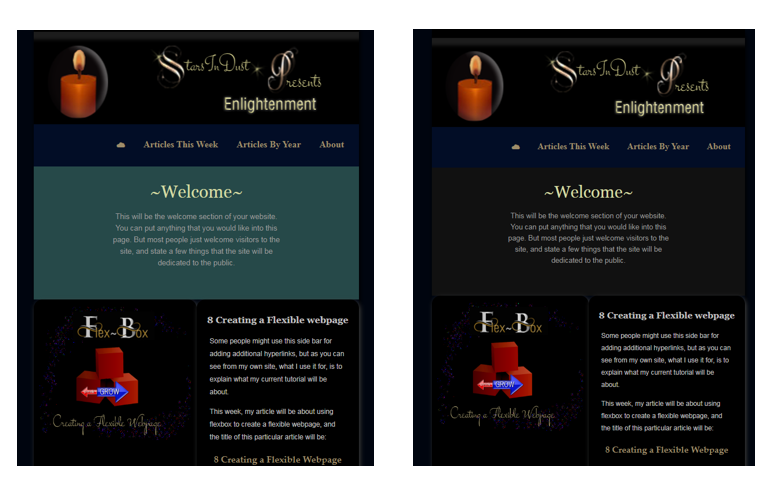 StarsInDust Presents
Enlightenment
Articles This Week Articles By Year About
~Welcome~
This will be the welcome section of your website.
You can put anything that you would like into this
page. But most people just welcome visitors to the
site, and state a few things that the site will be
dedicated to the public.
Flex~Box
GROW
Creating a Flexible Webpage
8 Creating a Flexible webpage
Some people might use this side bar for
adding additional hyperlinks, but as you can
see from my own site, what I use it for, is to
explain what my current tutorial will be
about.
This week, my article will be about using
flexbox to create a flexible webpage, and
the title of this particular article will be:
8 Creating a Flexible Webpage
StarsInDust Presents
Enlightenment
Articles This Week Articles By Year About
~Welcome~
This will be the welcome section of your website.
You can put anything that you would like into this
page. But most people just welcome visitors to the
site, and state a few things that the site will be
dedicated to the public.
Flex~Box
GROW
Creating a Flexible Webpage
8 Creating a Flexible webpage
Some people might use this side bar for
adding additional hyperlinks, but as you can
see from my own site, what I use it for, is to
explain what my current tutorial will be
about.
This week, my article will be about using
flexbox to create a flexible webpage, and
the title of this particular article will be:
8 Creating a Flexible Webpage